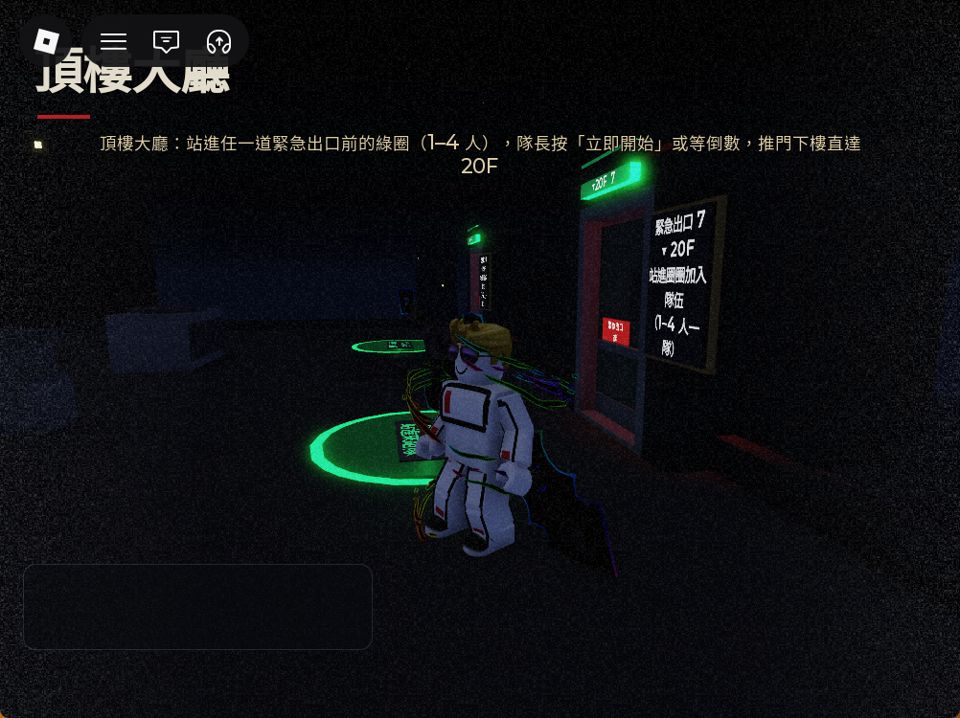 頂樓大廳
頂樓大廳：站進任一道緊急出口前的綠圈（1–4 人），隊長按「立即開始」或等倒數，推門下樓直達
20F
▼20F 7
緊急出口 7
▼ 20F
站進圈圈加入
隊伍
（1–4 人一
隊）